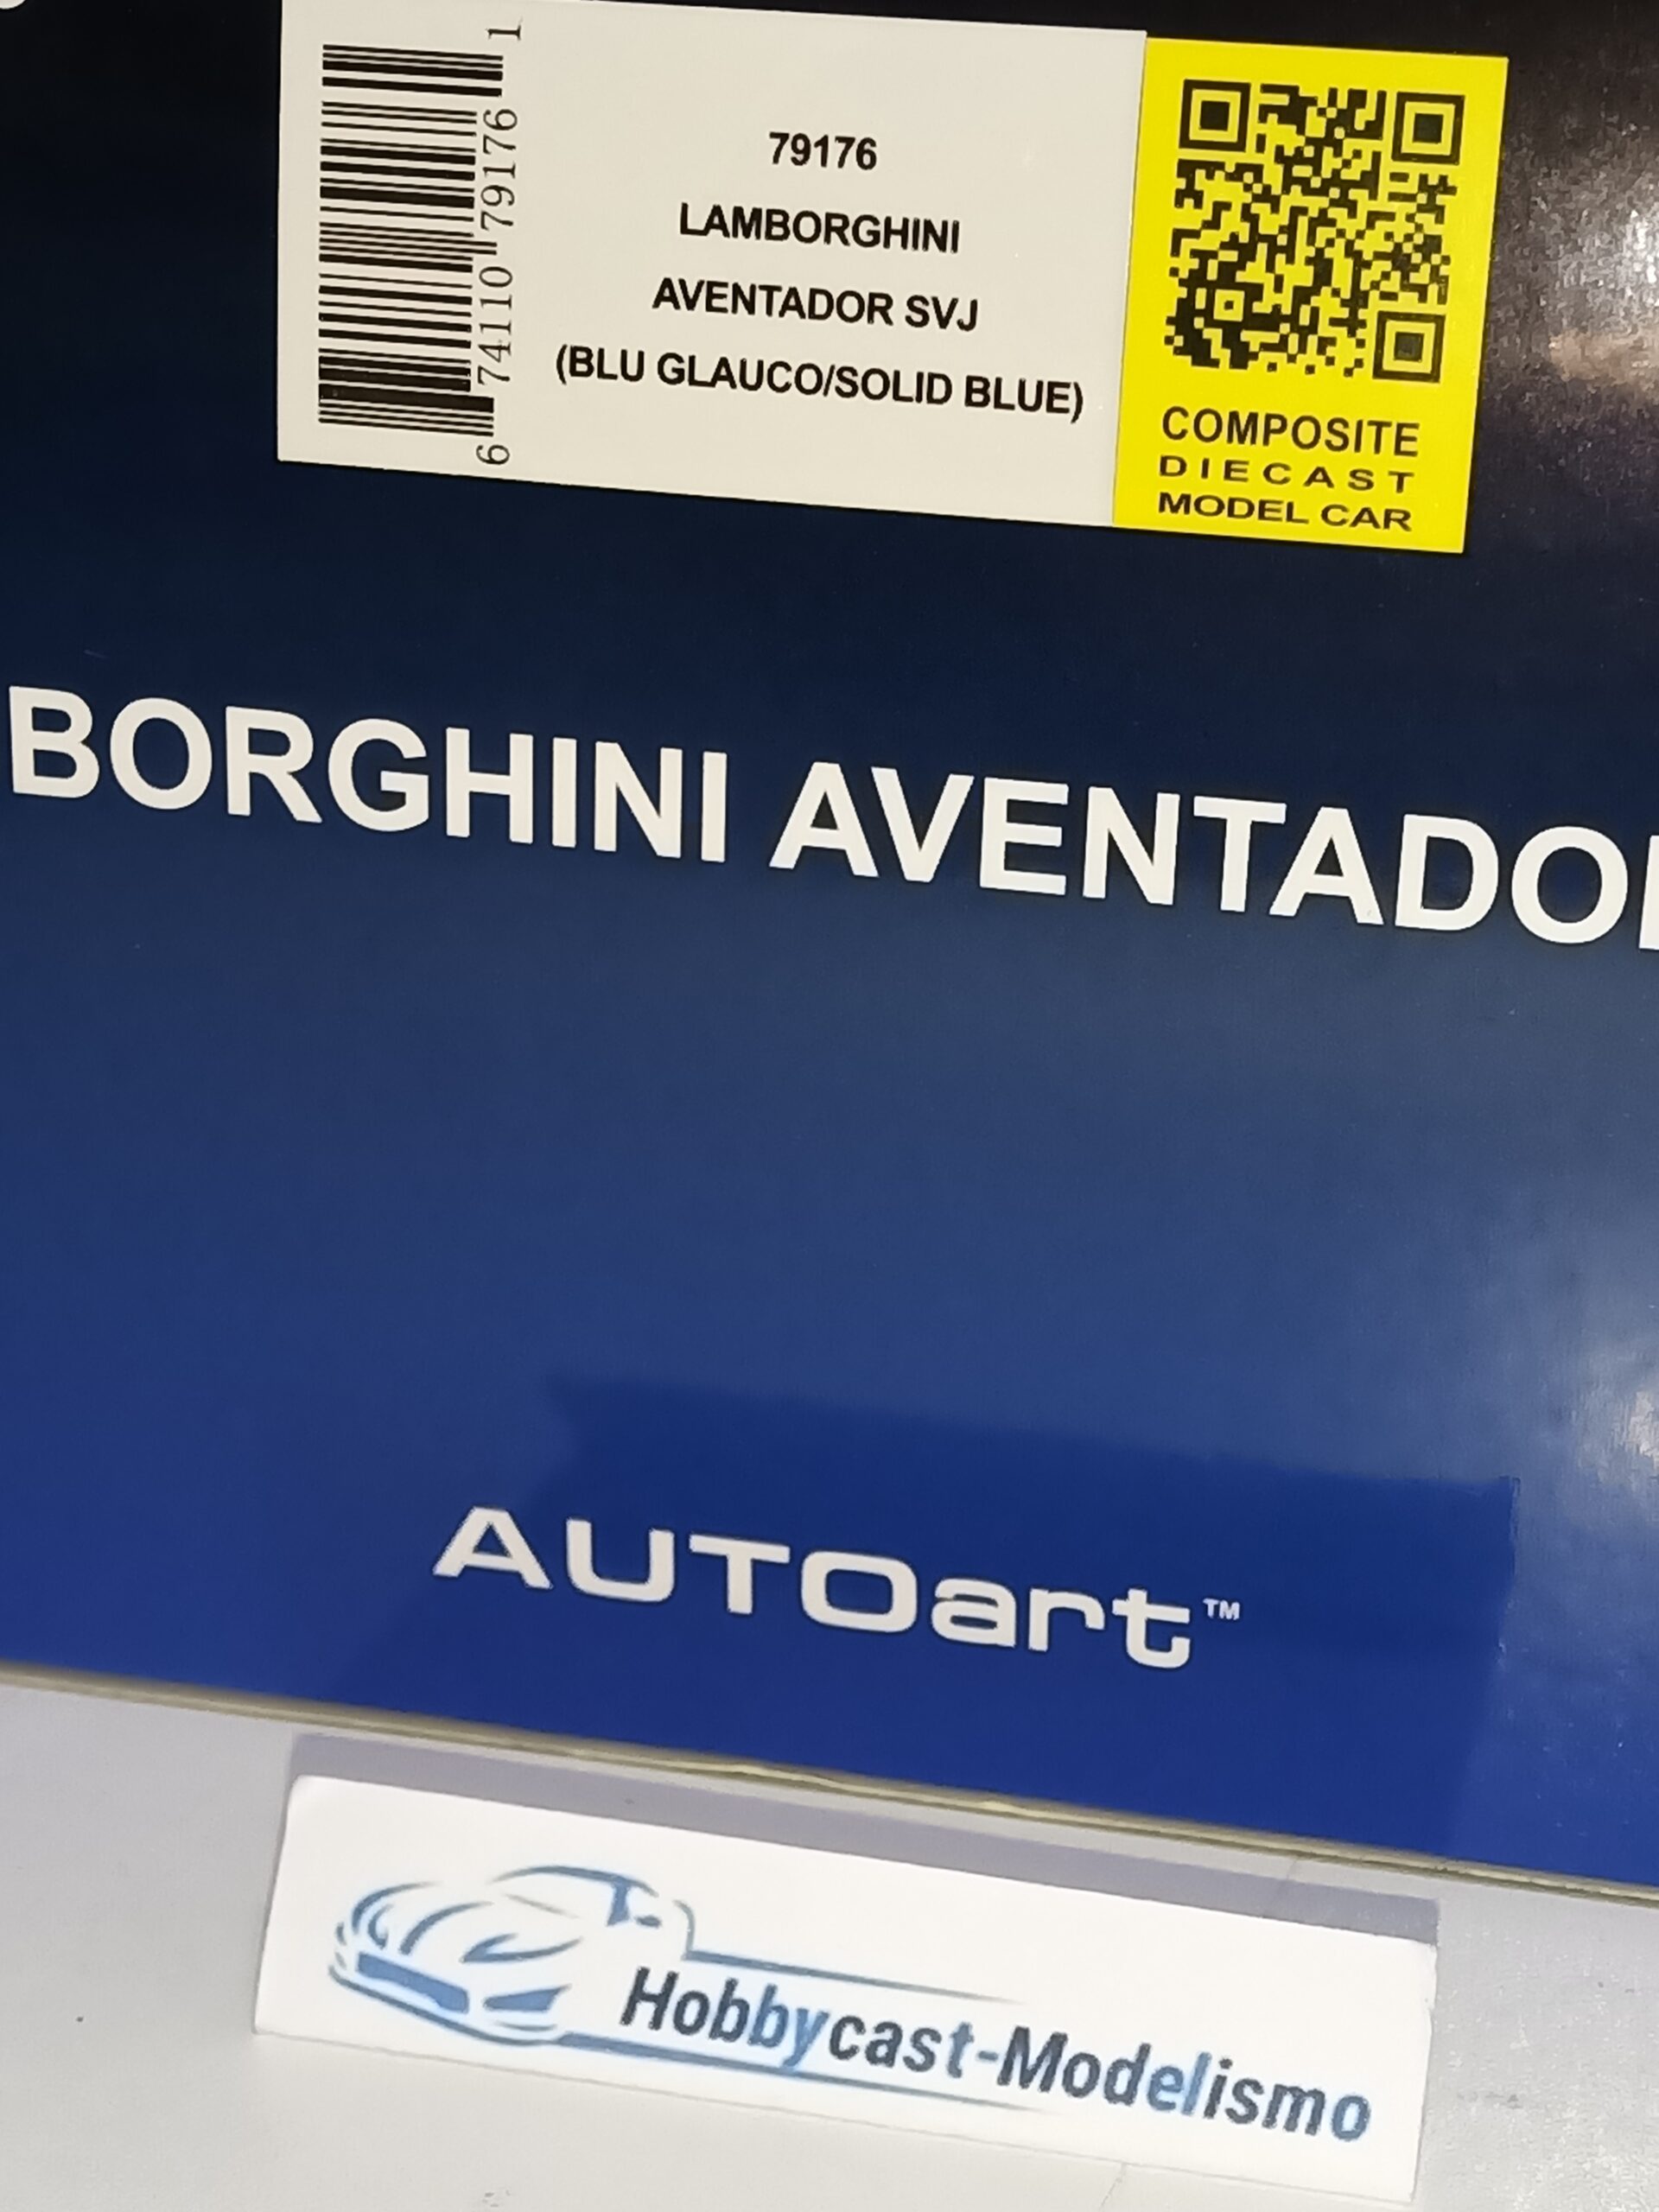 6 74110 79176 1
79176
LAMBORGHINI
AVENTADOR SVJ
(BLU GLAUCO/SOLID BLUE)
COMPOSITE
DIECAST
MODEL CAR
BORGHINI AVENTADO
AUTOart™
Hobbycast-Modelismo